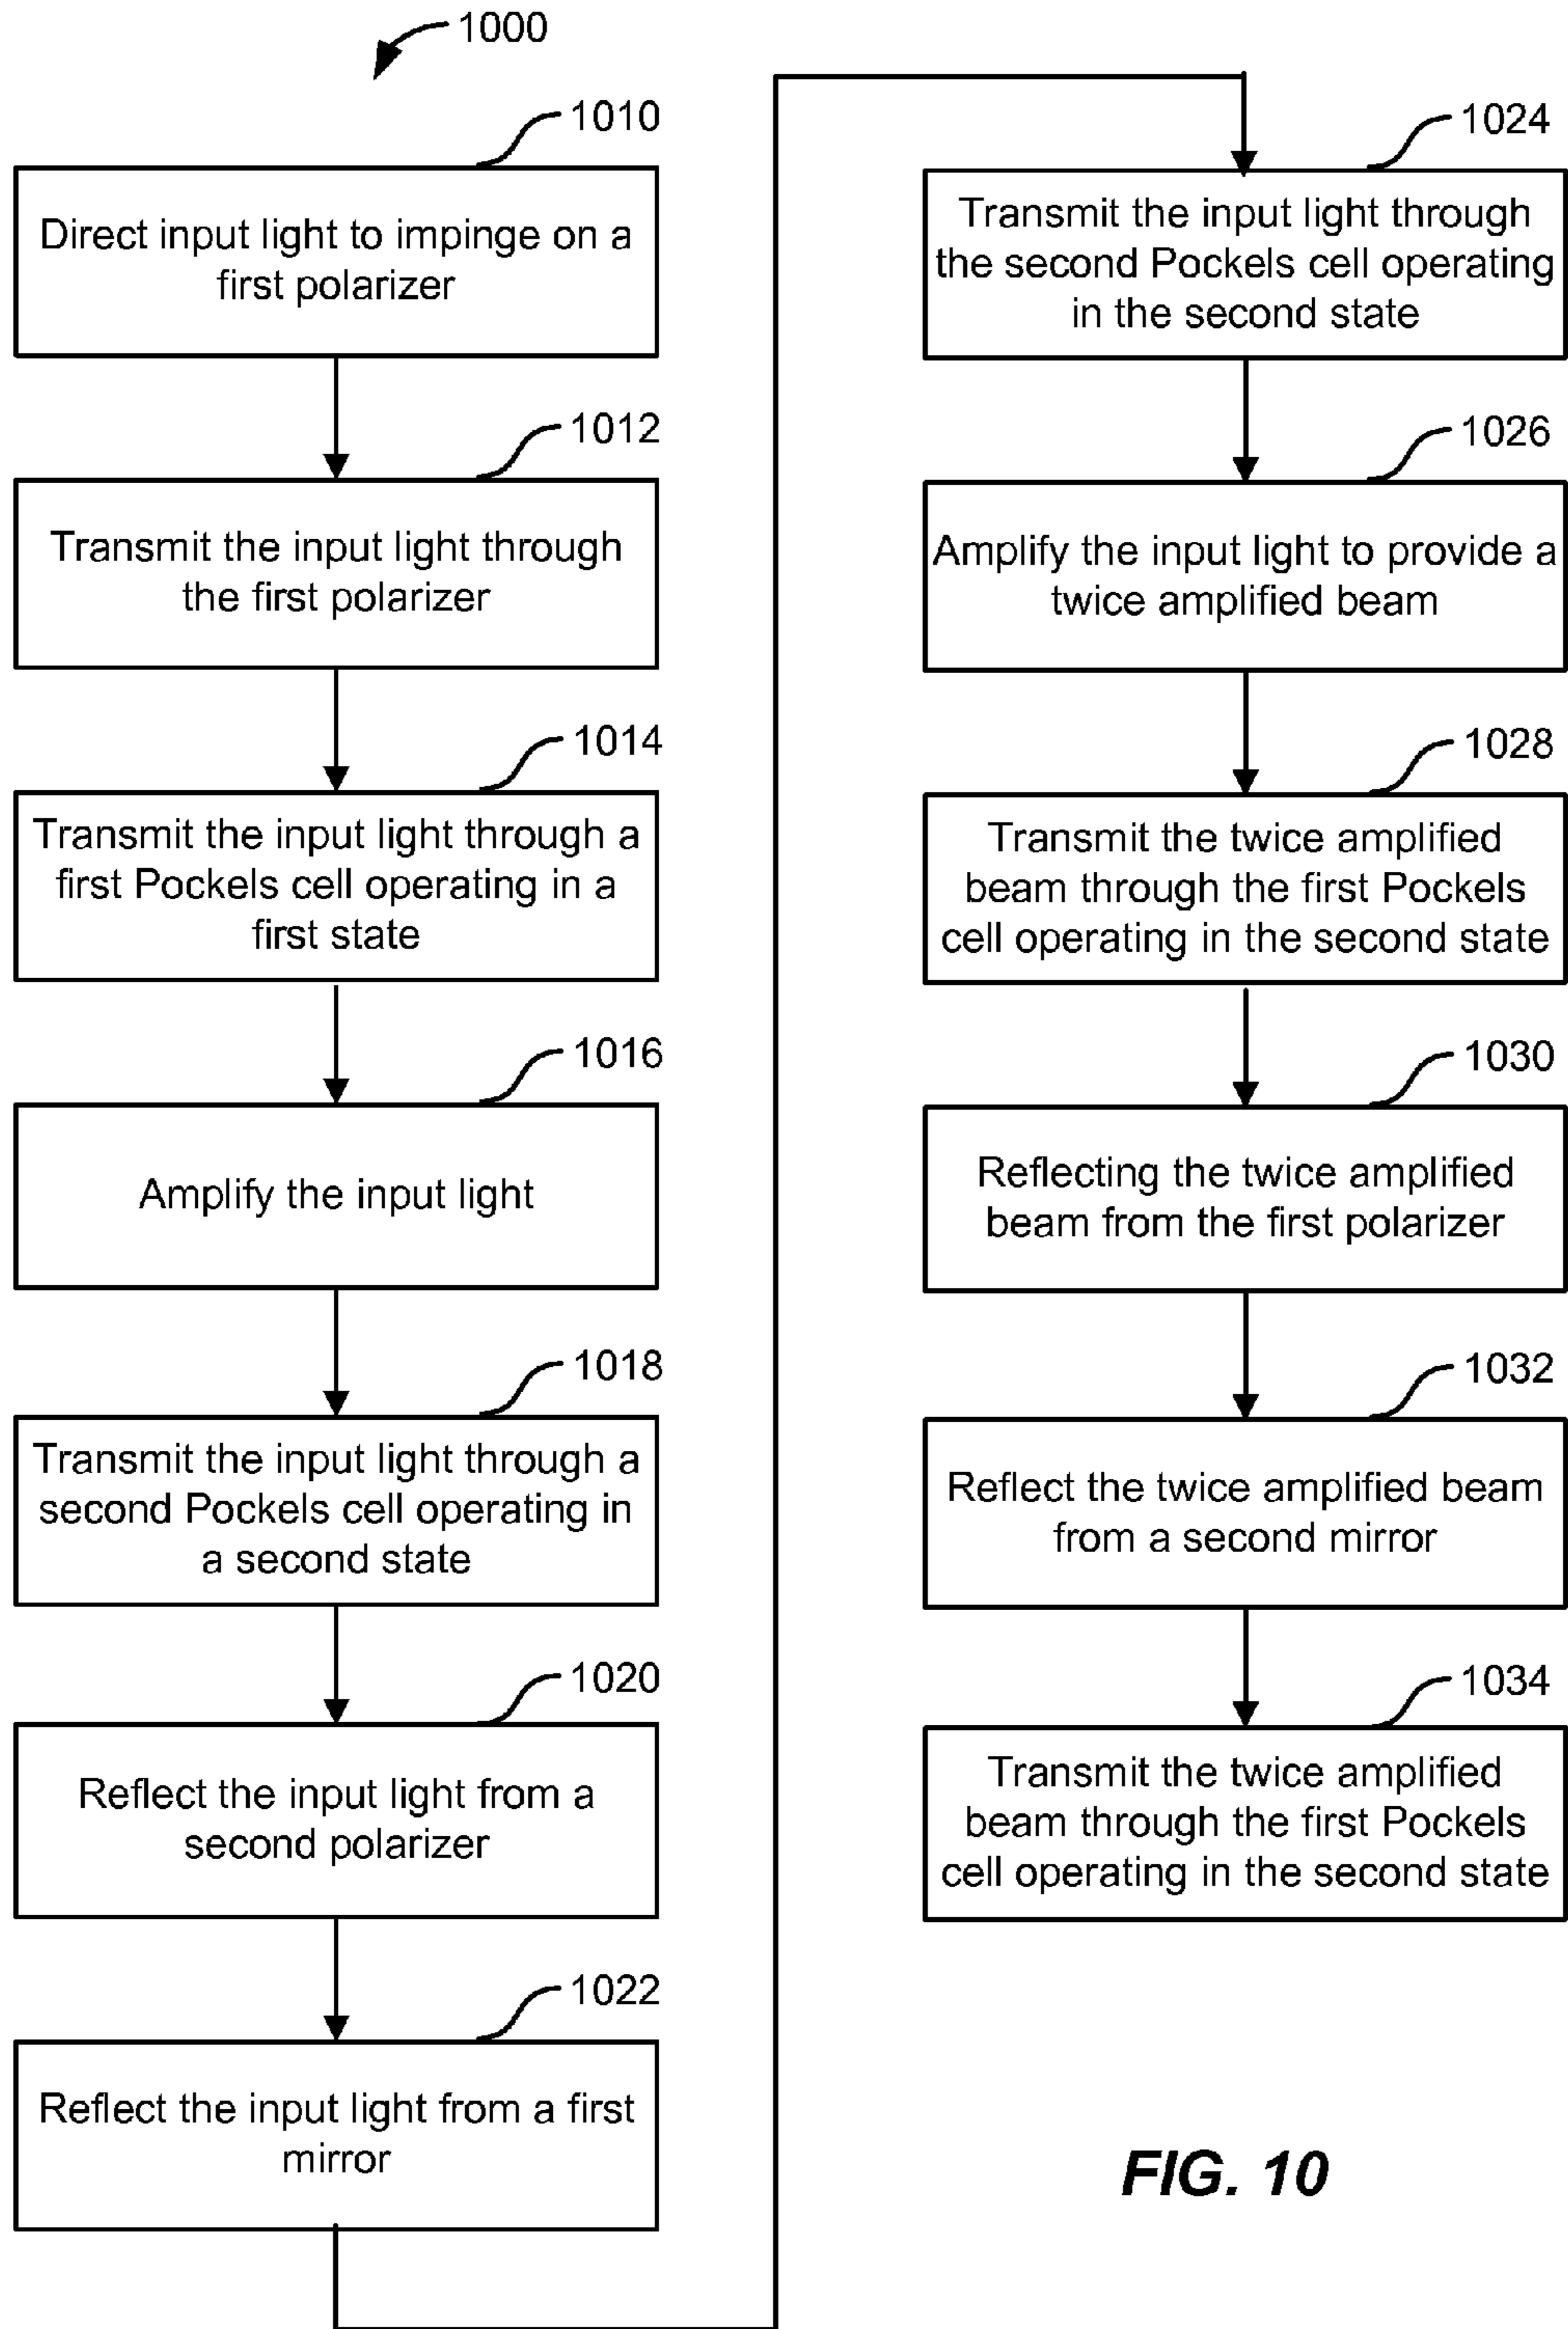 1000
1010
Direct input light to impinge on a
first polarizer
1012
Transmit the input light through
the first polarizer
1014
Transmit the input light through a
first Pockels cell operating in a
first state
1016
Amplify the input light
1018
Transmit the input light through a
second Pockels cell operating in
a second state
1020
Reflect the input light from a
second polarizer
1022
Reflect the input light from a first
mirror
1024
Transmit the input light through
the second Pockels cell operating
in the second state
1026
Amplify the input light to provide a
twice amplified beam
1028
Transmit the twice amplified
beam through the first Pockels
cell operating in the second state
1030
Reflecting the twice amplified
beam from the first polarizer
1032
Reflect the twice amplified beam
from a second mirror
1034
Transmit the twice amplified
beam through the first Pockels
cell operating in the second state
FIG. 10